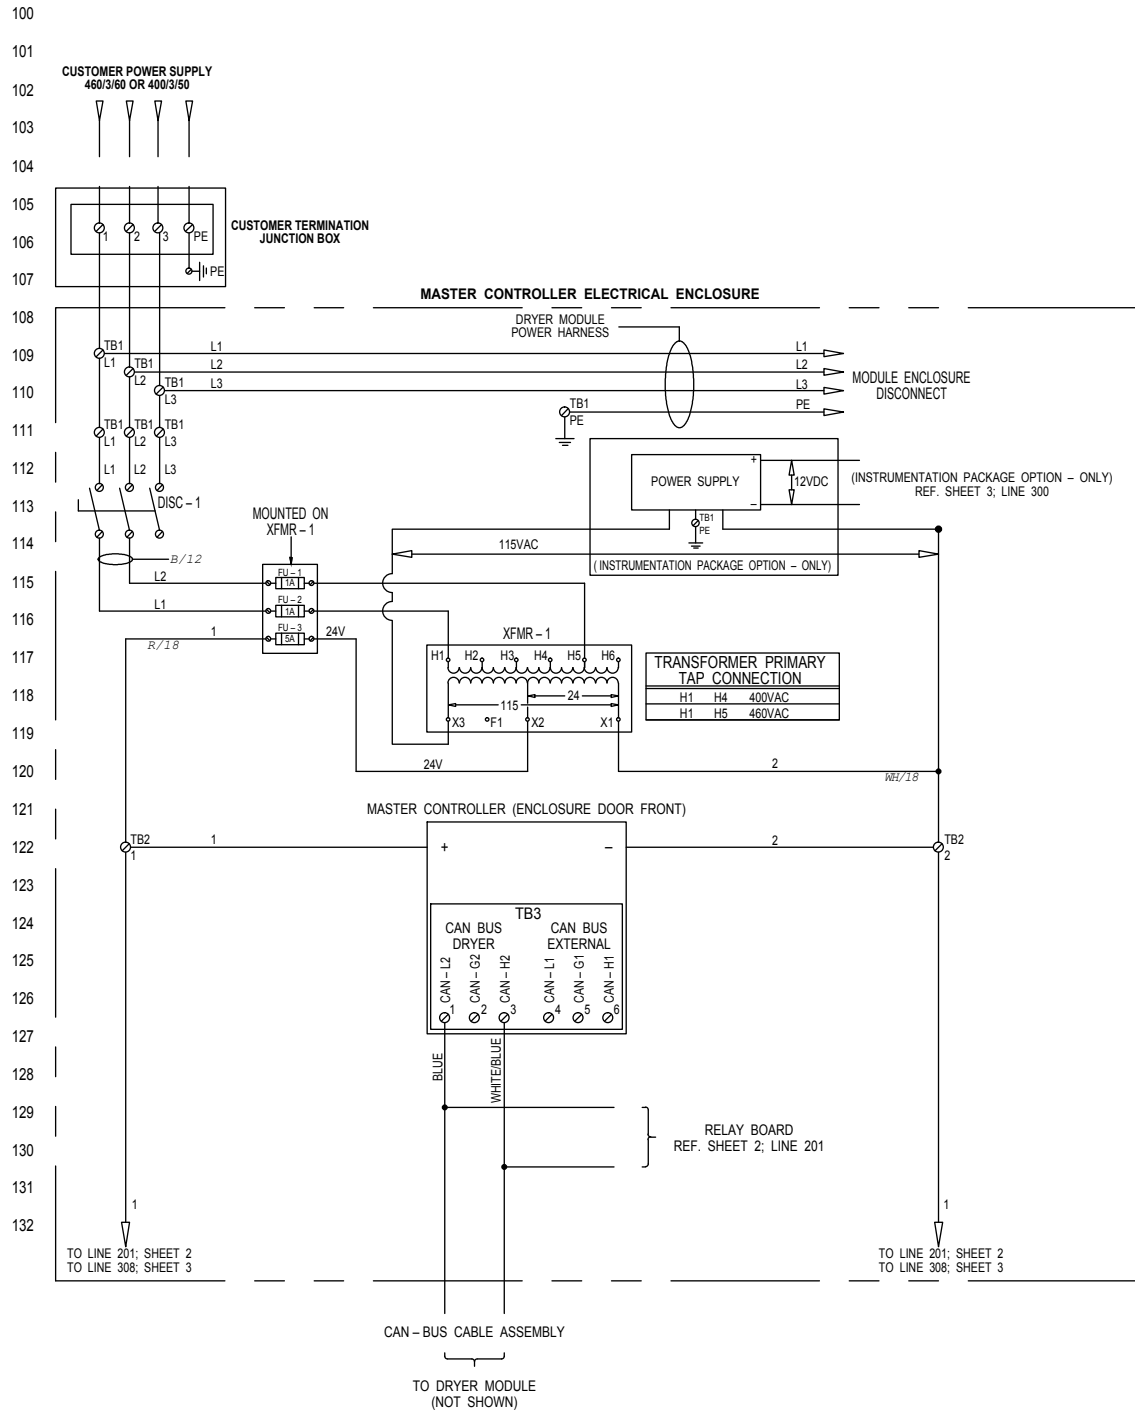 100
101
CUSTOMER POWER SUPPLY
102
460/3/60 OR 400/3/50
103
104
105
CUSTOMER TERMINATION
JUNCTION BOX
1
2
3
PE
106
107
PE
MASTER CONTROLLER ELECTRICAL ENCLOSURE
108
DRYER MODULE
POWER HARNESS
109
TB1
L1
L1
L1
TB1
L2
L2
L2
110
TB1
L3
L3
L3
MODULE ENCLOSURE
DISCONNECT
TB1
PE
PE
111
TB1
L1
TB1
L2
TB1
L3
112
L1
L2
L3
POWER SUPPLY
+
–
12VDC
(INSTRUMENTATION PACKAGE OPTION – ONLY)
REF. SHEET 3; LINE 300
113
DISC – 1
MOUNTED ON
XFMR – 1
TB1
PE
114
115VAC
B/12
(INSTRUMENTATION PACKAGE OPTION – ONLY)
115
L2
FU – 1
1A
116
L1
FU – 2
1A
FU – 3
5A
1
R/18
24V
XFMR – 1
117
H1
H2
H3
H4
H5
H6
TRANSFORMER PRIMARY
TAP CONNECTION
118
24
115
H1 H4 400VAC
H1 H5 460VAC
X3
F1
X2
X1
119
120
24V
2
WH/18
121
MASTER CONTROLLER (ENCLOSURE DOOR FRONT)
122
TB2
1
1
+
–
2
TB2
2
123
124
TB3
CAN BUS
DRYER
CAN BUS
EXTERNAL
125
CAN – L2
CAN – G2
CAN – H2
CAN – L1
CAN – G1
CAN – H1
126
1
2
3
4
5
6
127
BLUE
WHITE/BLUE
128
129
RELAY BOARD
130
REF. SHEET 2; LINE 201
131
1
1
132
TO LINE 201; SHEET 2
TO LINE 308; SHEET 3
TO LINE 201; SHEET 2
TO LINE 308; SHEET 3
CAN – BUS CABLE ASSEMBLY
TO DRYER MODULE
(NOT SHOWN)